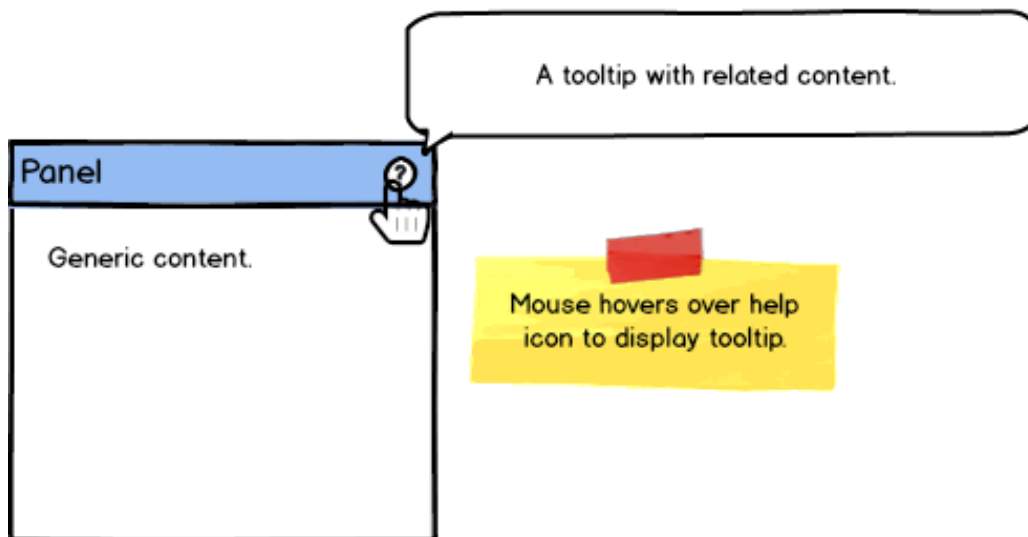 A tooltip with related content.
Panel
?
Generic content.
Mouse hovers over help
icon to display tooltip.